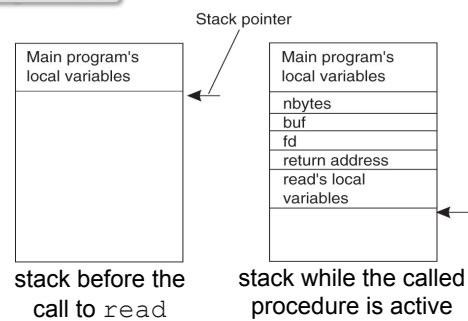 Stack pointer
Main program's
local variables
stack before the
call to read
Main program's
local variables
nbytes
buf
fd
return address
read's local
variables
stack while the called
procedure is active